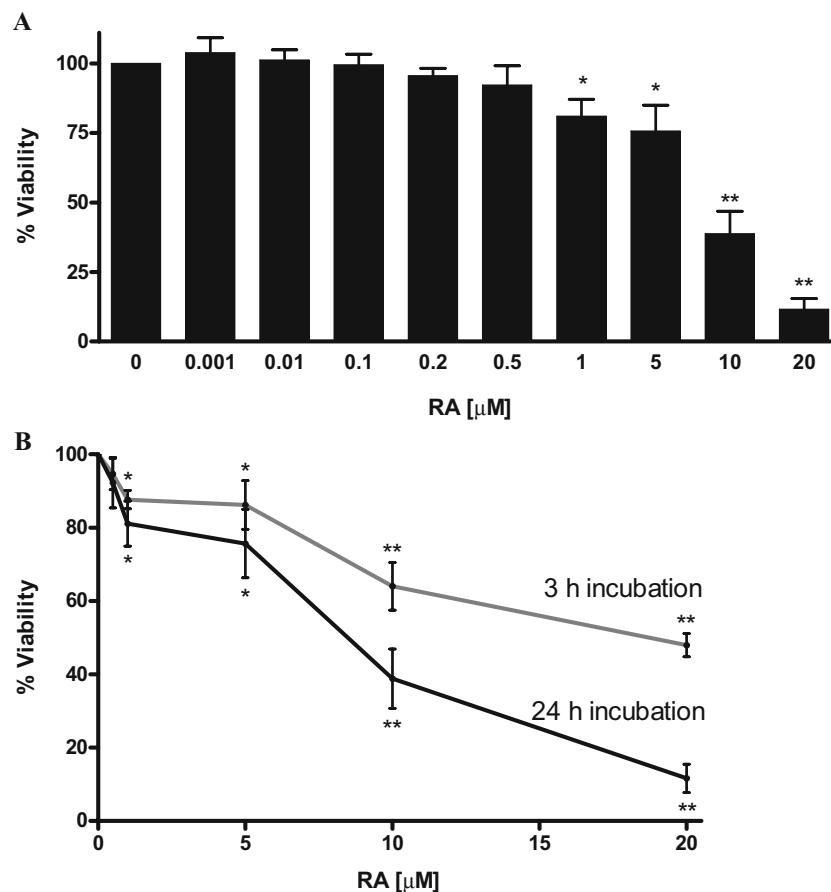 A
% Viability
100
75
50
25
0
* * ** **
0 0.001 0.01 0.1 0.2 0.5 1 5 10 20
RA [μM]
B
% Viability
100
80
60
40
20
0
* * ** **
3 h incubation
* * ** **
24 h incubation
0 5 10 15 20
RA [μM]